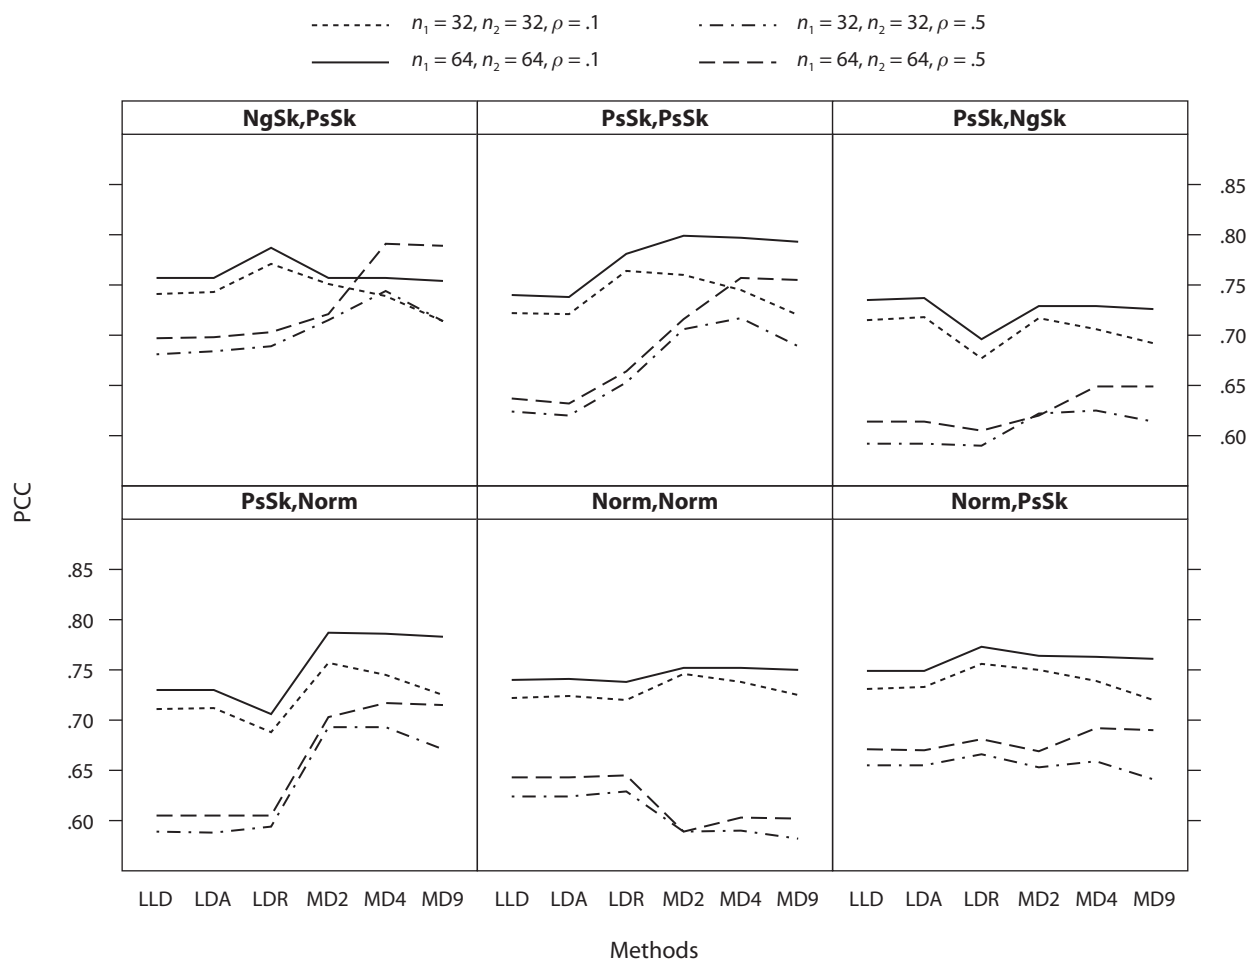 n₁ = 32, n₂ = 32, ρ = .1
n₁ = 32, n₂ = 32, ρ = .5
n₁ = 64, n₂ = 64, ρ = .1
n₁ = 64, n₂ = 64, ρ = .5
NgSk,PsSk
PsSk,PsSk
PsSk,NgSk
.85
.80
.75
.70
.65
.60
PCC
PsSk,Norm
Norm,Norm
Norm,PsSk
.85
.80
.75
.70
.65
.60
LLD LDA LDR MD2 MD4 MD9
LLD LDA LDR MD2 MD4 MD9
LLD LDA LDR MD2 MD4 MD9
Methods